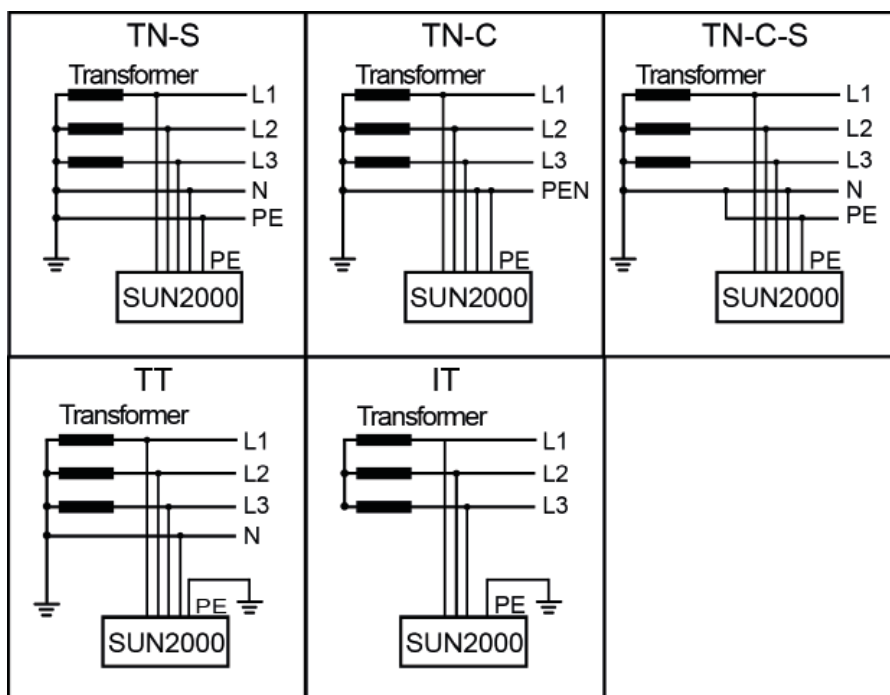 TN-S
Transformer
L1
L2
L3
N
PE
PE
SUN2000
TN-C
Transformer
L1
L2
L3
PEN
PE
SUN2000
TN-C-S
Transformer
L1
L2
L3
N
PE
PE
SUN2000
TT
Transformer
L1
L2
L3
N
PE
SUN2000
IT
Transformer
L1
L2
L3
PE
SUN2000